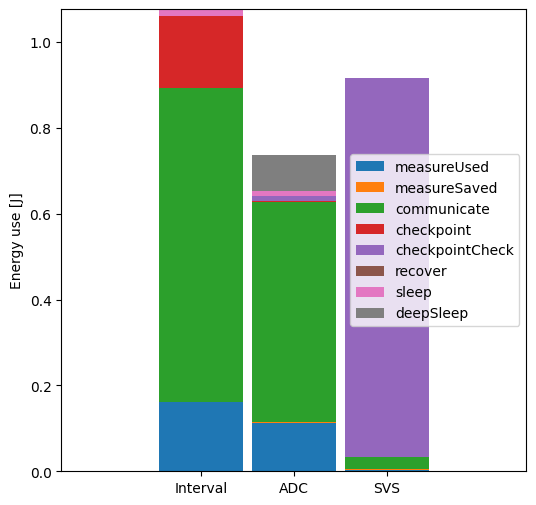 Energy use [J]
1.0
0.8
0.6
0.4
0.2
0.0
measureUsed
measureSaved
communicate
checkpoint
checkpointCheck
recover
sleep
deepSleep
Interval ADC SVS